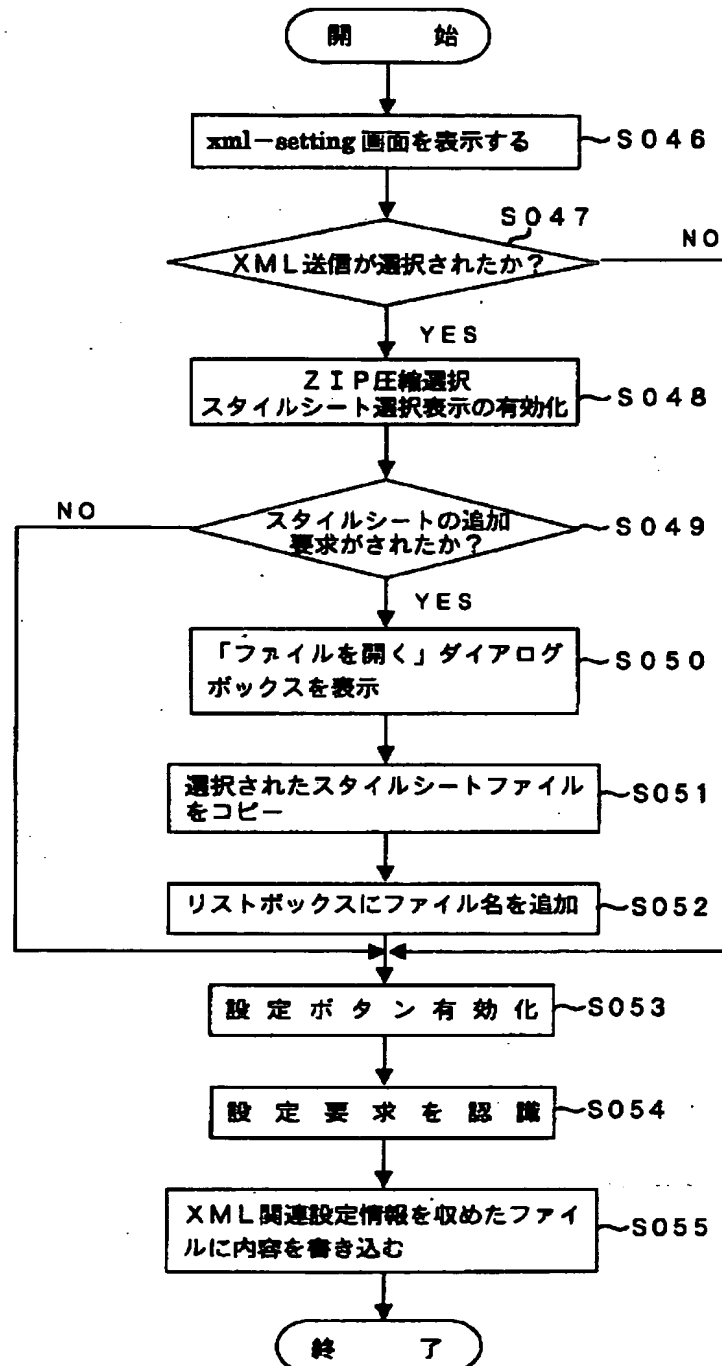 開　始
xml－setting画面を表示する
S046
S047
XML送信が選択されたか？
NO
YES
ZIP圧縮選択
スタイルシート選択表示の有効化
S048
NO
スタイルシートの追加
要求がされたか？
S049
YES
「ファイルを開く」ダイアログ
ボックスを表示
S050
選択されたスタイルシートファイル
をコピー
S051
リストボックスにファイル名を追加
S052
設定ボタン有効化
S053
設定要求を認識
S054
XML関連設定情報を収めたファイ
ルに内容を書き込む
S055
終　了